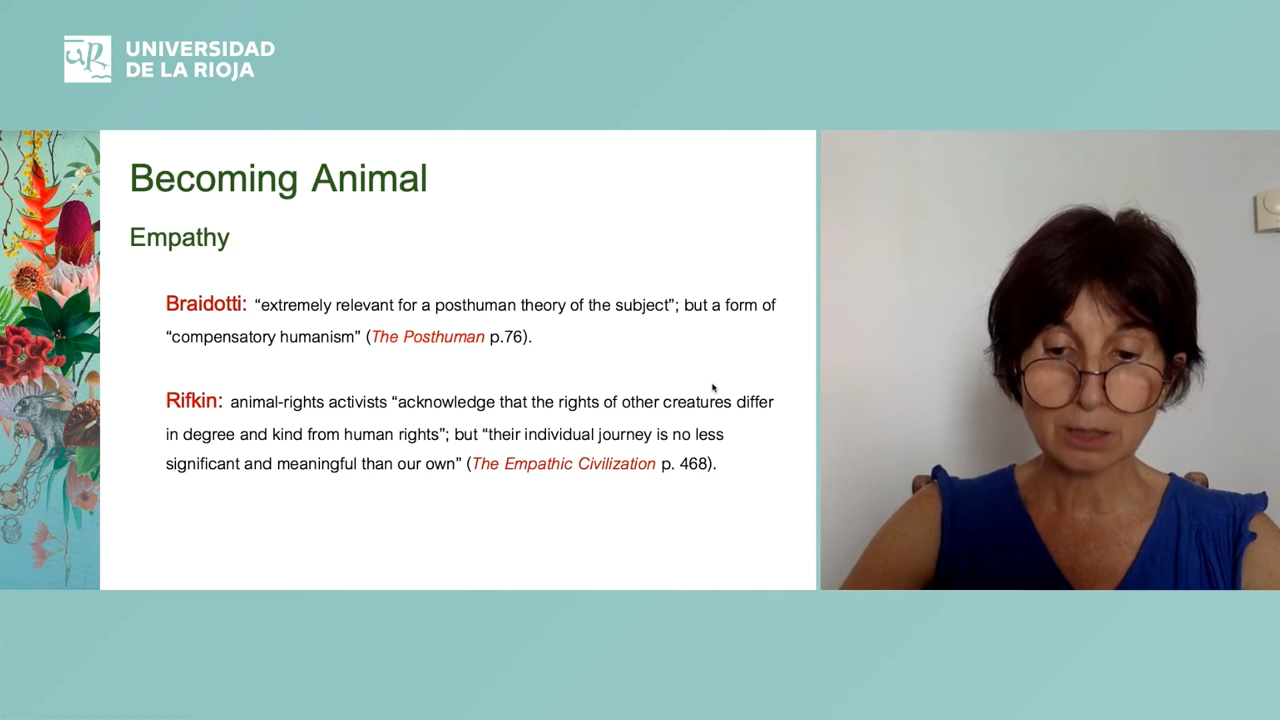 UNIVERSIDAD
DE LA RIOJA
Becoming Animal
Empathy
Braidotti: “extremely relevant for a posthuman theory of the subject”; but a form of
“compensatory humanism” (The Posthuman p.76).
Rifkin: animal-rights activists “acknowledge that the rights of other creatures differ
in degree and kind from human rights”; but “their individual journey is no less
significant and meaningful than our own” (The Empathic Civilization p. 468).